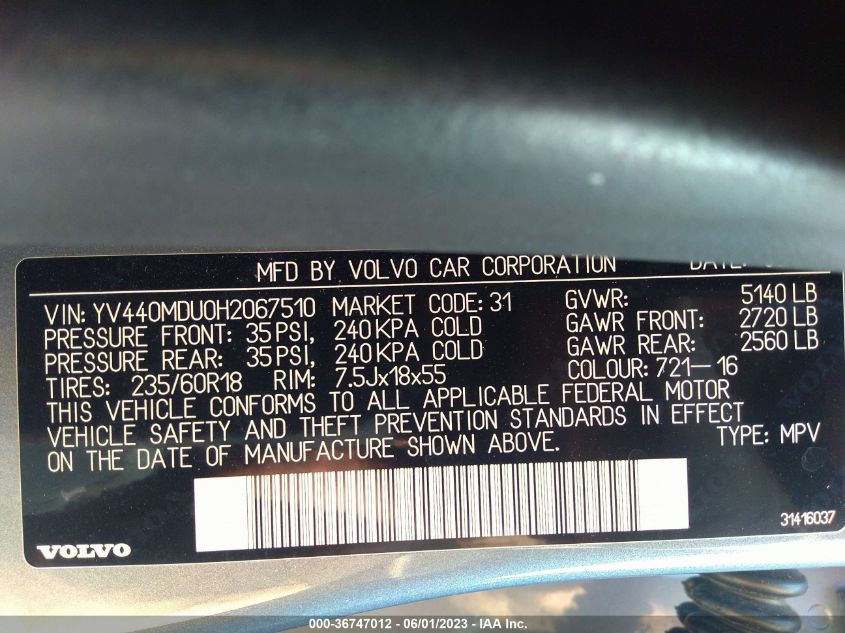 MFD BY VOLVO CAR CORPORATION DATE:
VIN: YV440MDU0H2067510 MARKET CODE: 31 GVWR: 5140 LB
PRESSURE FRONT: 35 PSI, 240 KPA COLD GAWR FRONT: 2720 LB
PRESSURE REAR: 35 PSI, 240 KPA COLD GAWR REAR: 2560 LB
TIRES: 235/60R18 RIM: 7.5Jx18x55 COLOUR: 721-16
THIS VEHICLE CONFORMS TO ALL APPLICABLE FEDERAL MOTOR
VEHICLE SAFETY AND THEFT PREVENTION STANDARDS IN EFFECT
ON THE DATE OF MANUFACTURE SHOWN ABOVE. TYPE: MPV
31416037
VOLVO
000-36747012 - 06/01/2023 - IAA Inc.